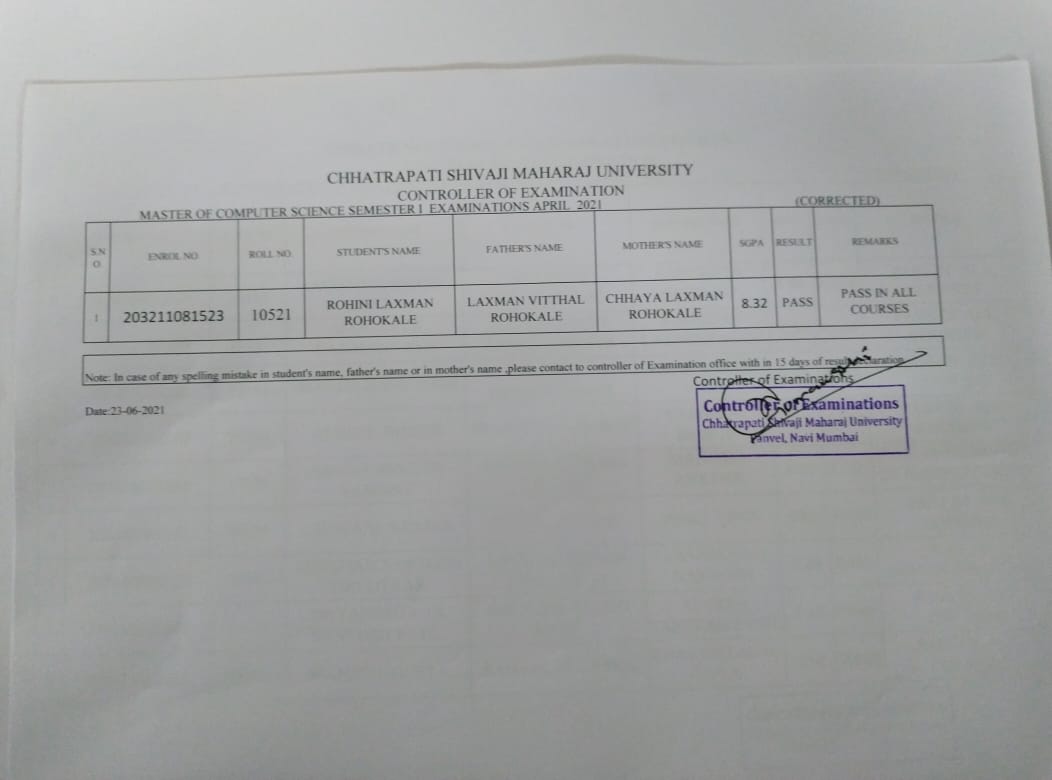 CHHATRAPATI SHIVAJI MAHARAJ UNIVERSITY
CONTROLLER OF EXAMINATION
MASTER OF COMPUTER SCIENCE SEMESTER I EXAMINATIONS APRIL 2021 (CORRECTED)
S.N O. ENROL NO. ROLL NO. STUDENT'S NAME FATHER'S NAME MOTHER'S NAME SGPA RESULT REMARKS
1 203211081523 10521 ROHINI LAXMAN ROHOKALE LAXMAN VITTHAL ROHOKALE CHHAYA LAXMAN ROHOKALE 8.32 PASS PASS IN ALL COURSES
Note: In case of any spelling mistake in student's name, father's name or in mother's name ,please contact to controller of Examination office with in 15 days of result declaration
Controller of Examinations
Date:23-06-2021
Controller of Examinations
Chhatrapati Shivaji Maharaj University
Panvel, Navi Mumbai